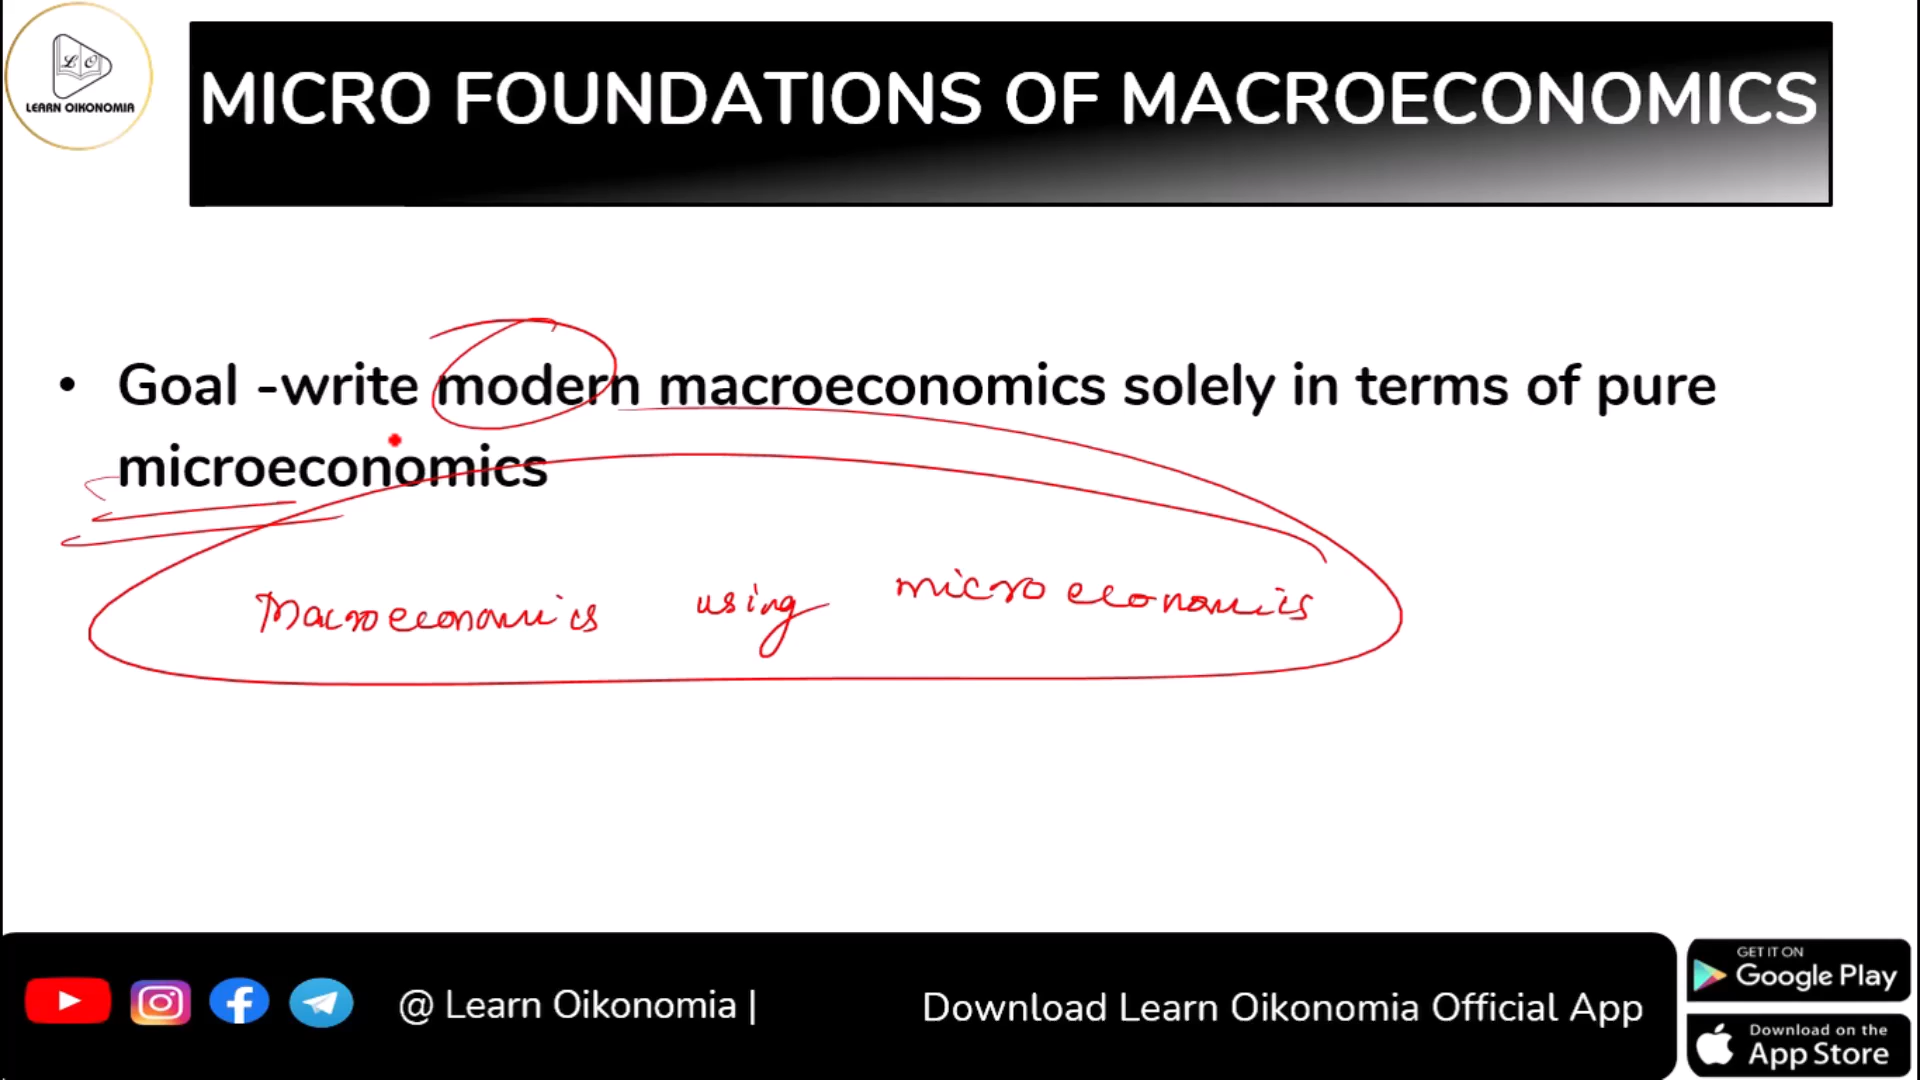 LO
LEARN OIKONOMIA
MICRO FOUNDATIONS OF MACROECONOMICS
• Goal -write modern macroeconomics solely in terms of pure
microeconomics
Macroeconomics using microeconomics
@ Learn Oikonomia |
Download Learn Oikonomia Official App
GET IT ON
Google Play
Download on the
App Store